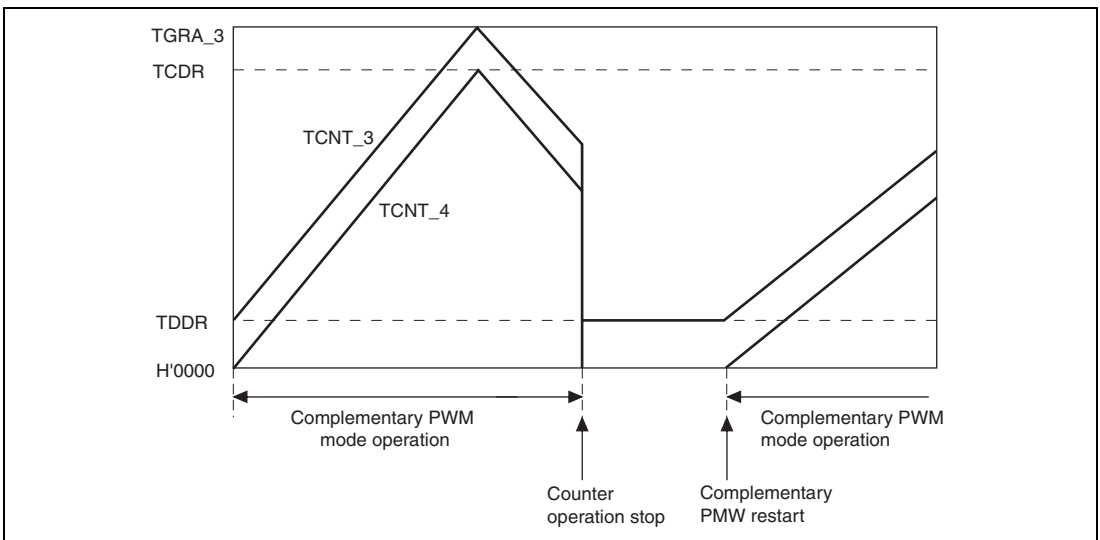 TGRA_3
TCDR
TCNT_3
TCNT_4
TDDR
H'0000
Complementary PWM
mode operation
Complementary PWM
mode operation
Counter
operation stop
Complementary
PMW restart